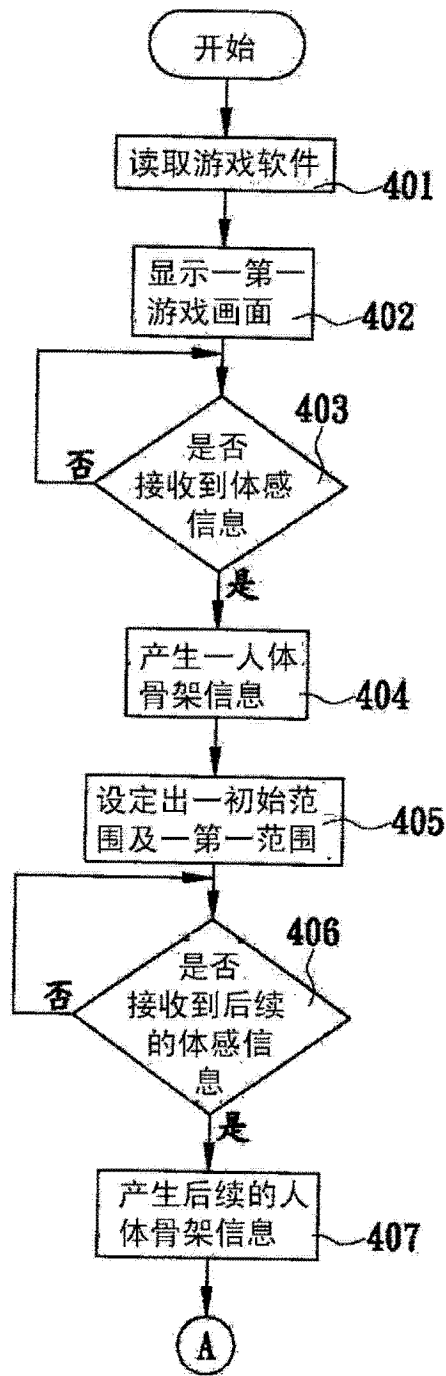 开始
读取游戏软件
401
显示一第一
游戏画面
402
403
是否
接收到体感
信息
否
是
产生一人体
骨架信息
404
设定出一初始范
围及一第一范围
405
406
是否
接收到后续
的体感信
息
否
是
产生后续的人
体骨架信息
407
A